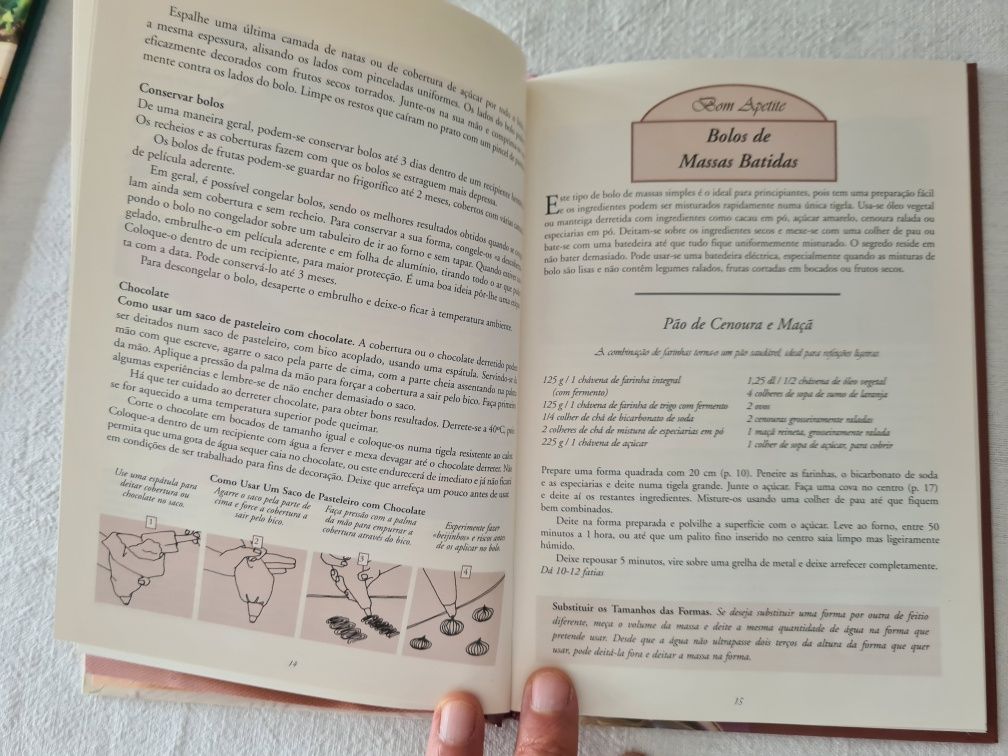 Espalhe uma última camada de natas ou de cobertura de açúcar por todo o
a mesma espessura, alisando os lados com pinceladas uniformes. Os lados do bolo podem
eficazmente decorados com frutos secos torrados. Junte-os na sua mão e comprima-os
mente contra os lados do bolo. Limpe os restos que caíram no prato com um pincel de
Conservar bolos
De uma maneira geral, podem-se conservar bolos até 3 dias dentro de um recipiente
Os recheios e as coberturas fazem com que os bolos se estraguem mais depressa.
Os bolos de frutas podem-se guardar no frigorífico até 2 meses, cobertos com várias
de película aderente.
Em geral, é possível congelar bolos, sendo os melhores resultados obtidos quando se
lam ainda sem cobertura e sem recheio. Para conservar a sua forma, congele-os «a descoberto»,
pondo o bolo no congelador sobre um tabuleiro de ir ao forno e sem tapar. Quando estiver
gelado, embrulhe-o em película aderente e em folha de alumínio, tirando todo o ar que
Coloque-o dentro de um recipiente, para maior protecção. É uma boa ideia pôr-lhe uma
ta com a data. Pode conservá-lo até 3 meses.
Para descongelar o bolo, desaperte o embrulho e deixe-o ficar à temperatura ambiente.
Chocolate
Como usar um saco de pasteleiro com chocolate. A cobertura ou o chocolate derretido podem
ser deitados num saco de pasteleiro, com bico acoplado, usando uma espátula. Servindo-se da
mão com que escreve, agarre o saco pela parte de cima, com a parte cheia assentando na palma
da mão. Aplique a pressão da palma da mão para forçar a cobertura a sair pelo bico. Faça primeiro
algumas experiências e lembre-se de não encher demasiado o saco.
Há que ter cuidado ao derreter chocolate, para obter bons resultados. Derrete-se a 40ºC, pois
se for aquecido a uma temperatura superior pode queimar.
Corte o chocolate em bocados de tamanho igual e coloque-os numa tigela resistente ao calor.
Coloque-a dentro de um recipiente com água a ferver e mexa devagar até o chocolate derreter. Não
permita que uma gota de água sequer caia no chocolate, ou este endurecerá de imediato e já não ficará
em condições de ser trabalhado para fins de decoração. Deixe que arrefeça um pouco antes de usar.
Como Usar Um Saco de Pasteleiro com Chocolate
Use uma espátula para
deitar cobertura ou
chocolate no saco.
Agarre o saco pela parte de
cima e force a cobertura a
sair pelo bico.
Faça pressão com a palma
da mão para empurrar a
cobertura através do bico.
Experimente fazer
«beijinhos» e riscos antes
de os aplicar no bolo.
1
2
3
4
14
Bom Apetite
Bolos de
Massas Batidas
Este tipo de bolo de massas simples é o ideal para principiantes, pois tem uma preparação fácil
e os ingredientes podem ser misturados rapidamente numa única tigela. Usa-se óleo vegetal
ou manteiga derretida com ingredientes como cacau em pó, açúcar amarelo, cenoura ralada ou
especiarias em pó. Deitam-se sobre os ingredientes secos e mexe-se com uma colher de pau ou
bate-se com uma batedeira até que tudo fique uniformemente misturado. O segredo reside em
não bater demasiado. Pode usar-se uma batedeira eléctrica, especialmente quando as misturas de
bolo são lisas e não contêm legumes ralados, frutas cortadas em bocados ou frutos secos.
Pão de Cenoura e Maçã
A combinação de farinhas torna-o um pão saudável, ideal para refeições ligeiras
125 g / 1 chávena de farinha integral
(com fermento)
125 g / 1 chávena de farinha de trigo com fermento
1/4 colher de chá de bicarbonato de soda
2 colheres de chá de mistura de especiarias em pó
225 g / 1 chávena de açúcar
1,25 dl / 1/2 chávena de óleo vegetal
4 colheres de sopa de sumo de laranja
2 ovos
2 cenouras grosseiramente raladas
1 maçã reineta, grosseiramente ralada
1 colher de sopa de açúcar, para cobrir
Prepare uma forma quadrada com 20 cm (p. 10). Peneire as farinhas, o bicarbonato de soda
e as especiarias e deite numa tigela grande. Junte o açúcar. Faça uma cova no centro (p. 17)
e deite aí os restantes ingredientes. Misture-os usando uma colher de pau até que fiquem
bem combinados.
Deite na forma preparada e polvilhe a superfície com o açúcar. Leve ao forno, entre 50
minutos a 1 hora, ou até que um palito fino inserido no centro saia limpo mas ligeiramente
húmido.
Deixe repousar 5 minutos, vire sobre uma grelha de metal e deixe arrefecer completamente.
Dá 10-12 fatias
Substituir os Tamanhos das Formas. Se deseja substituir uma forma por outra de feitio
diferente, meça o volume da massa e deite a mesma quantidade de água na forma que
pretende usar. Desde que a água não ultrapasse dois terços da altura da forma que quer
usar, pode deitá-la fora e deitar a massa na forma.
15